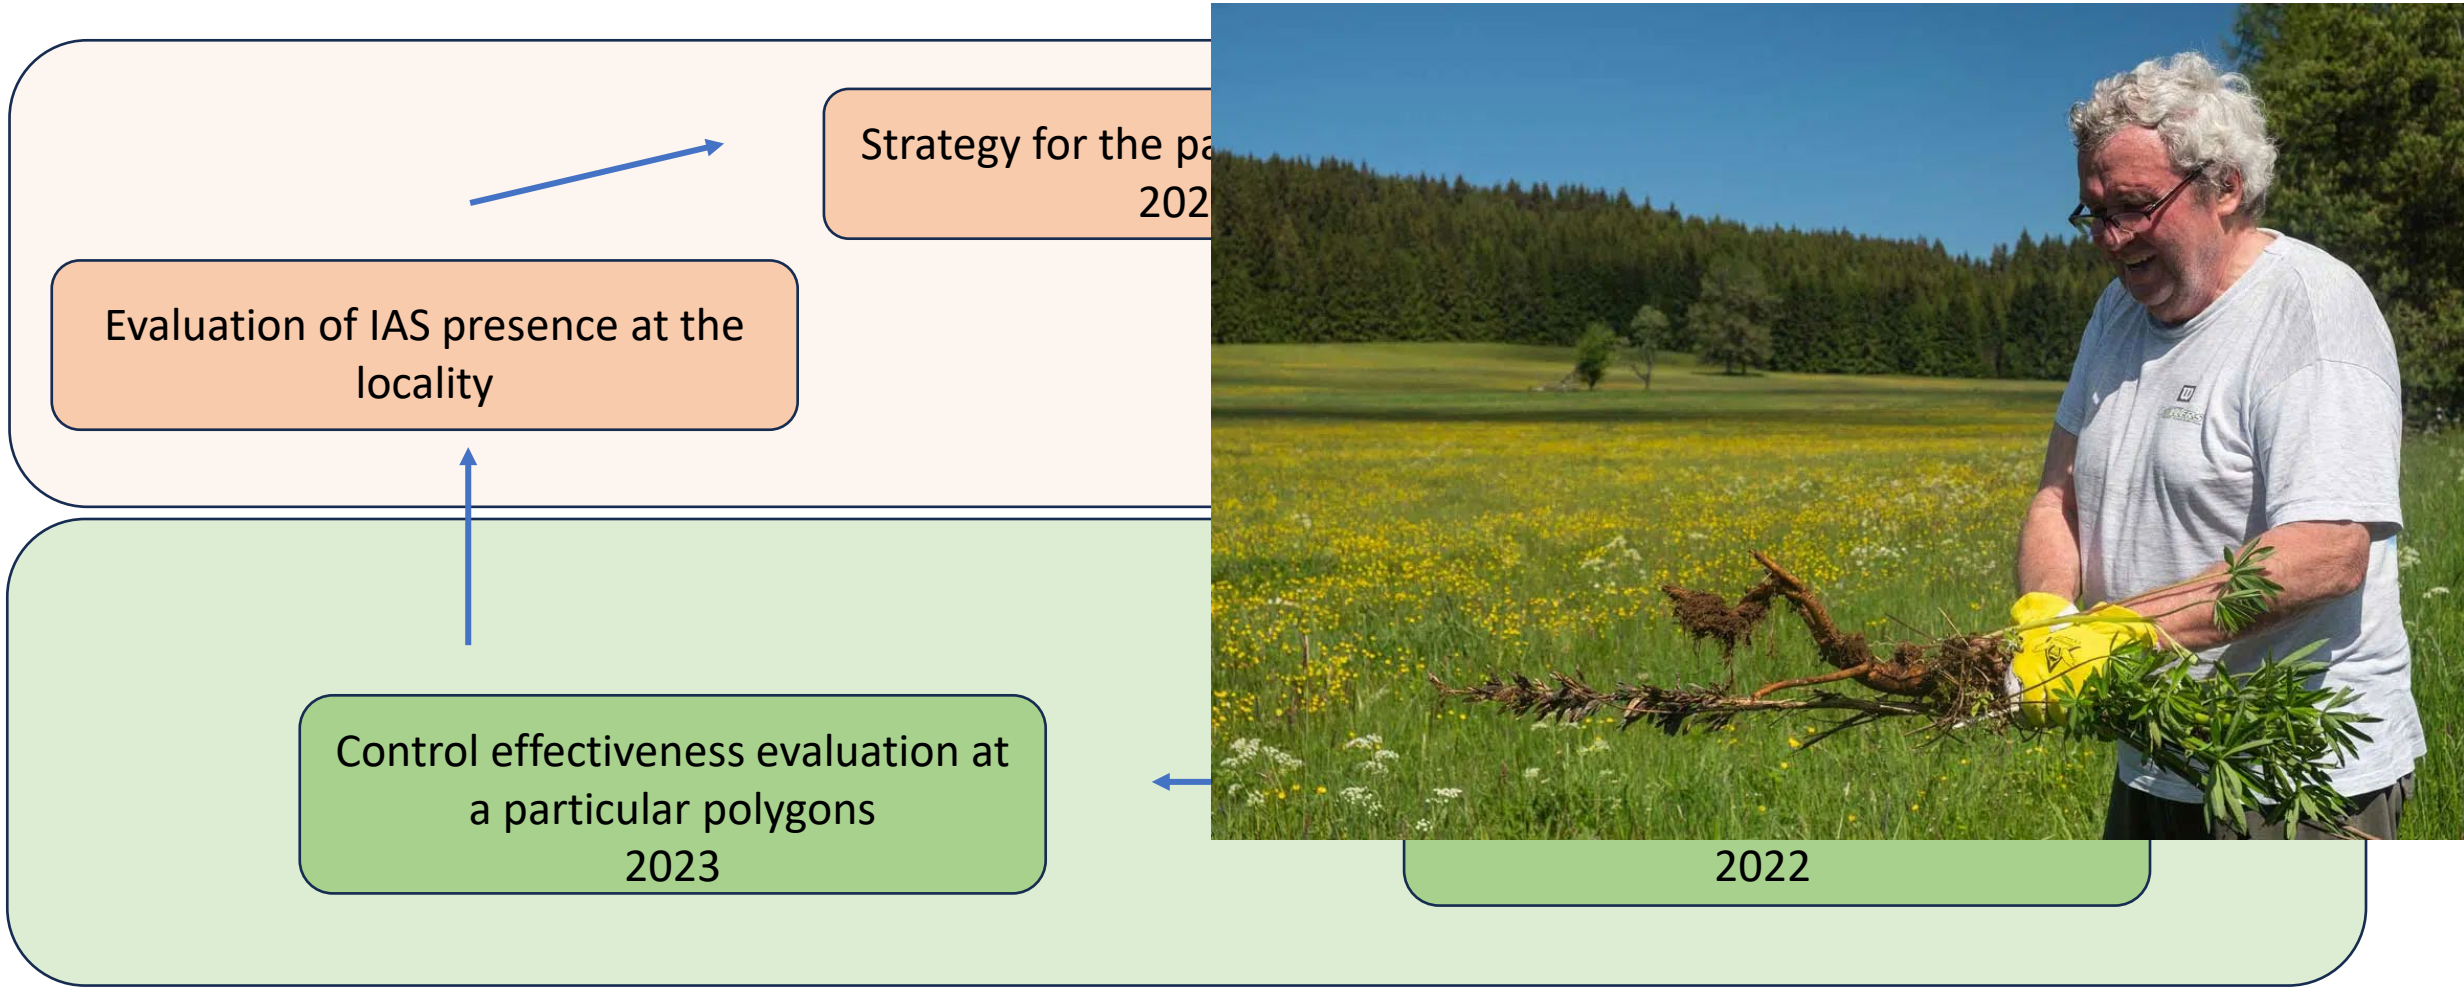 Strategy for the
202
Evaluation of IAS presence at the
locality
Control effectiveness evaluation at
a particular polygons
2023
2022